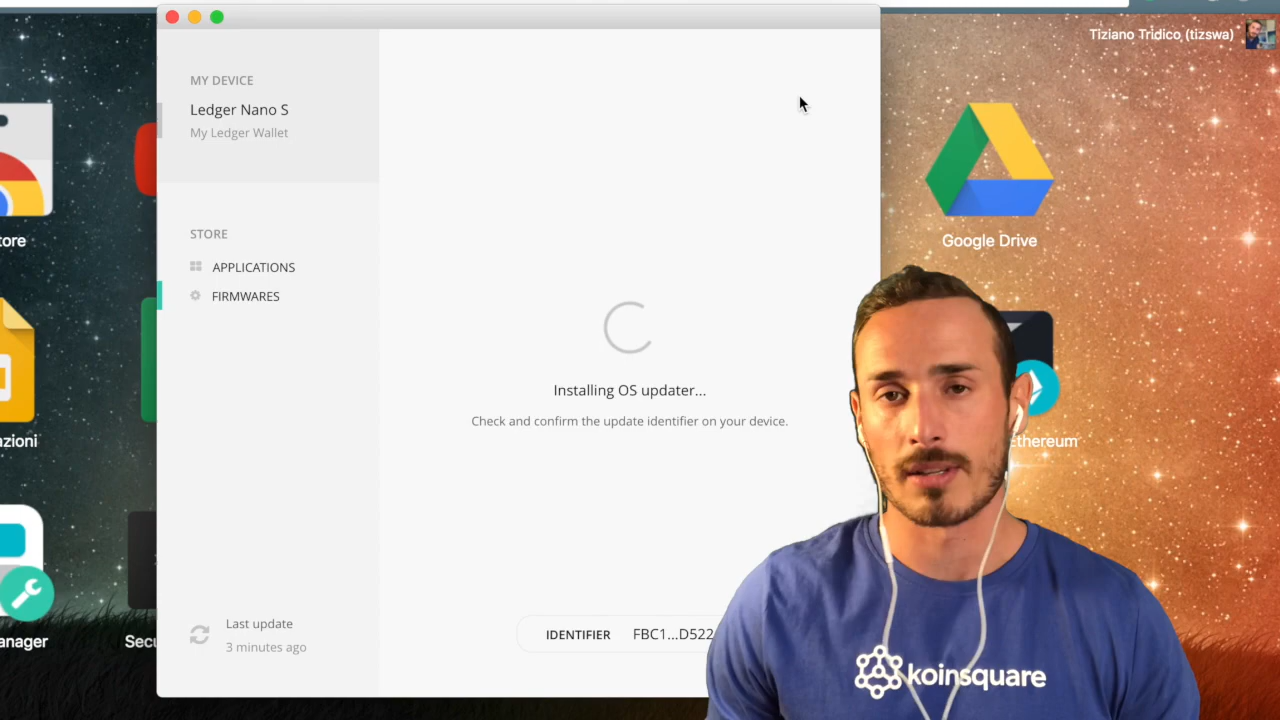 Tiziano Tridico (tizswa)
MY DEVICE
Ledger Nano S
My Ledger Wallet
STORE
APPLICATIONS
FIRMWARES
Installing OS updater...
Check and confirm the update identifier on your device.
Last update
3 minutes ago
IDENTIFIER FBC1...D522
tore
zioni
anager
Secu
Google Drive
Ethereum
koinsquare